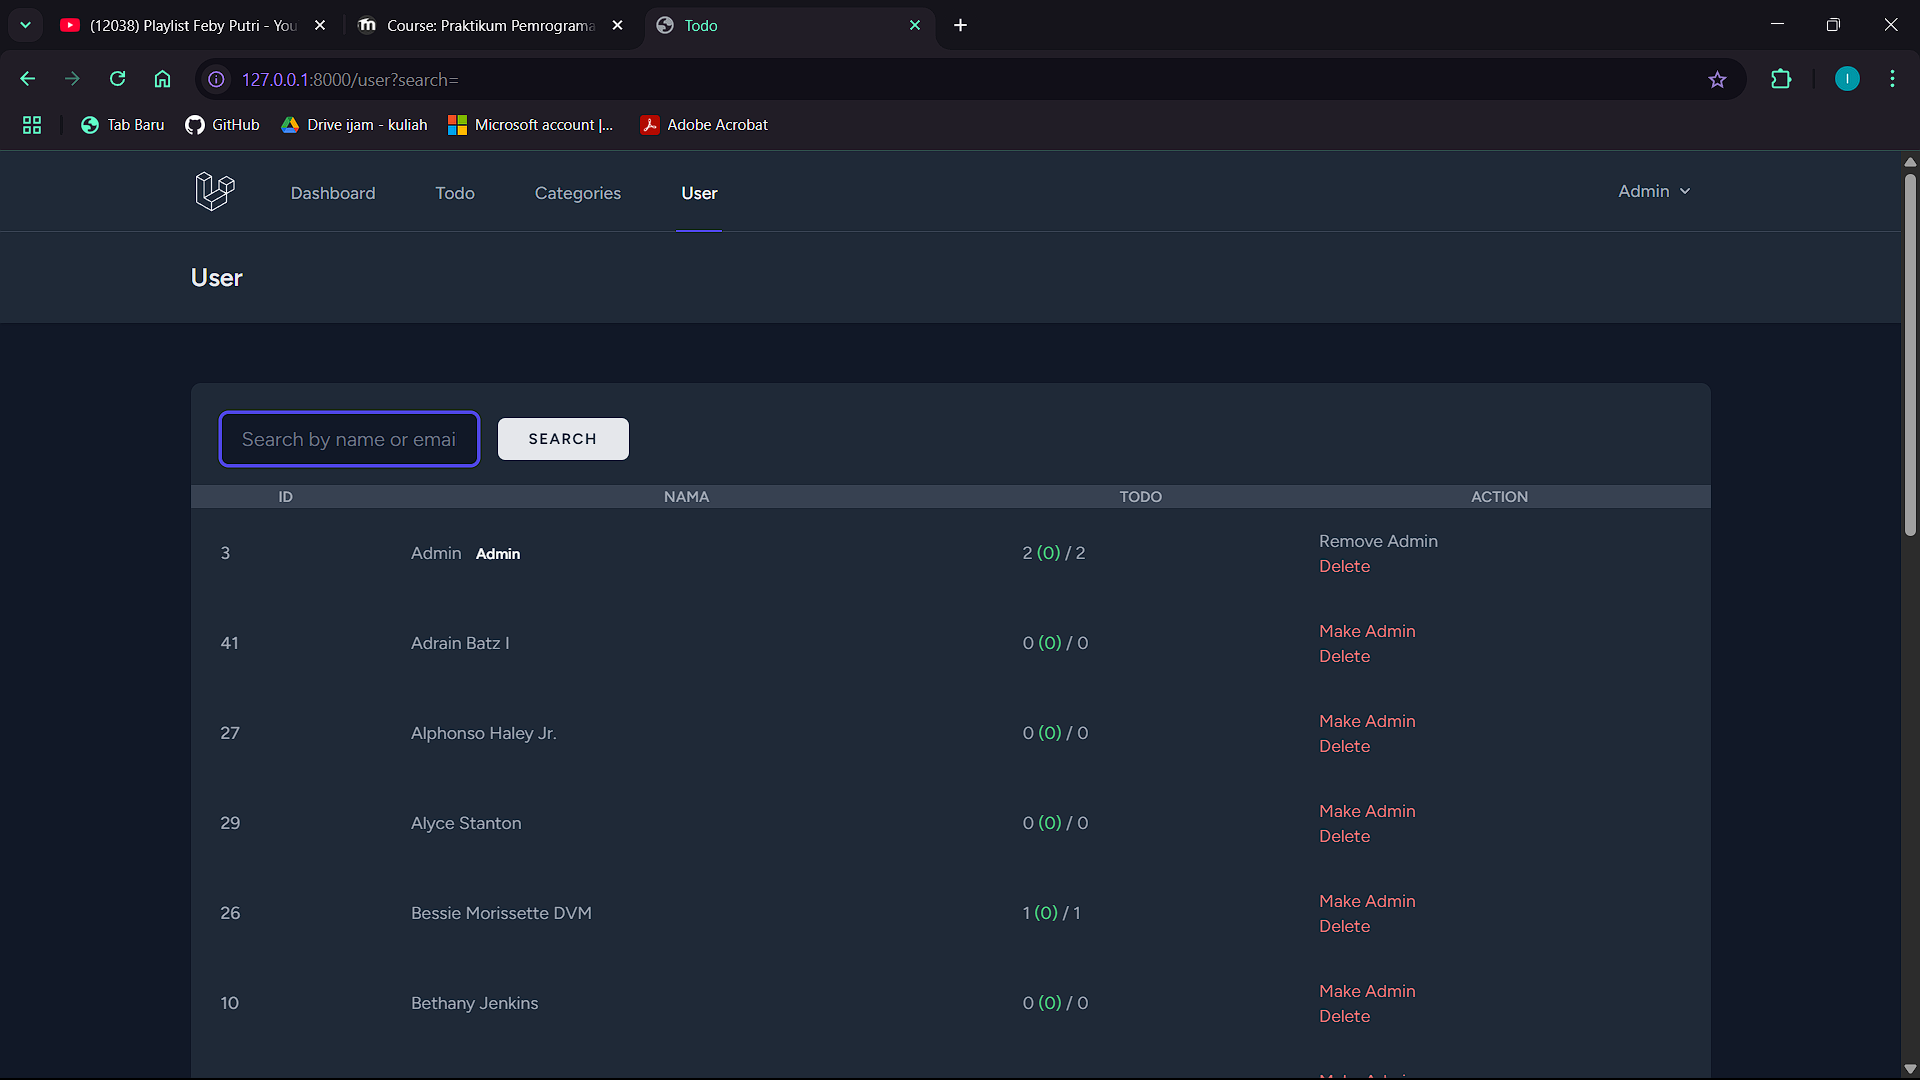 (12038) Playlist Feby Putri - You
Course: Praktikum Pemrograma
Todo
127.0.0.1:8000/user?search=
I
Tab Baru
GitHub
Drive ijam - kuliah
Microsoft account |...
Adobe Acrobat
Dashboard
Todo
Categories
User
Admin
User
Search by name or emai
SEARCH
ID NAMA TODO ACTION
3 Admin Admin 2 (0) / 2 Remove Admin
Delete
41 Adrain Batz I 0 (0) / 0 Make Admin
Delete
27 Alphonso Haley Jr. 0 (0) / 0 Make Admin
Delete
29 Alyce Stanton 0 (0) / 0 Make Admin
Delete
26 Bessie Morissette DVM 1 (0) / 1 Make Admin
Delete
10 Bethany Jenkins 0 (0) / 0 Make Admin
Delete